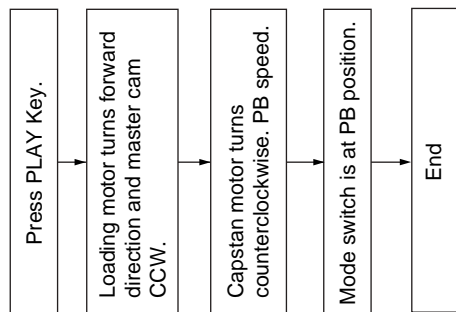 Press PLAY Key.
Loading motor turns forward
direction and master cam
CCW.
Capstan motor turns
counterclockwise. PB speed.
Mode switch is at PB position.
End